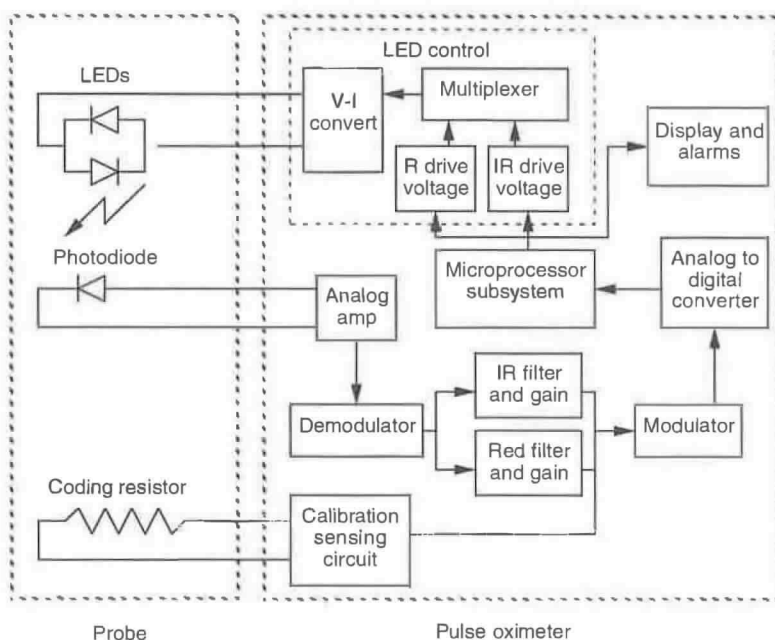 LED control
LEDs
V-I
convert
Multiplexer
R drive
voltage
IR drive
voltage
Display and
alarms
Photodiode
Analog
amp
Microprocessor
subsystem
Analog to
digital
converter
IR filter
and gain
Demodulator
Red filter
and gain
Modulator
Coding resistor
Calibration
sensing
circuit
Probe
Pulse oximeter